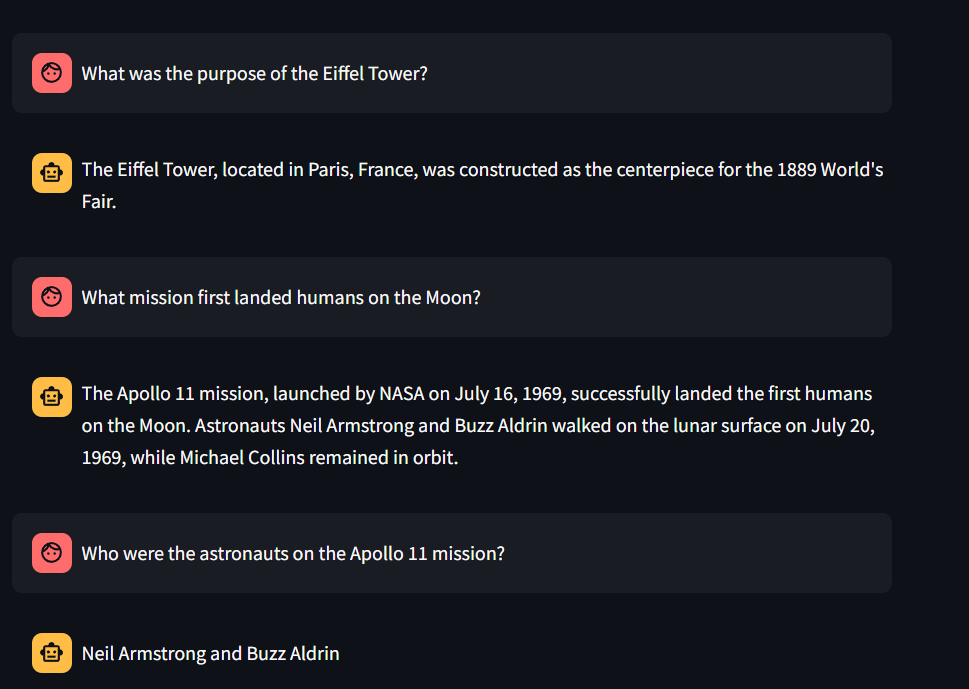 What was the purpose of the Eiffel Tower?
The Eiffel Tower, located in Paris, France, was constructed as the centerpiece for the 1889 World's
Fair.
What mission first landed humans on the Moon?
The Apollo 11 mission, launched by NASA on July 16, 1969, successfully landed the first humans
on the Moon. Astronauts Neil Armstrong and Buzz Aldrin walked on the lunar surface on July 20,
1969, while Michael Collins remained in orbit.
Who were the astronauts on the Apollo 11 mission?
Neil Armstrong and Buzz Aldrin